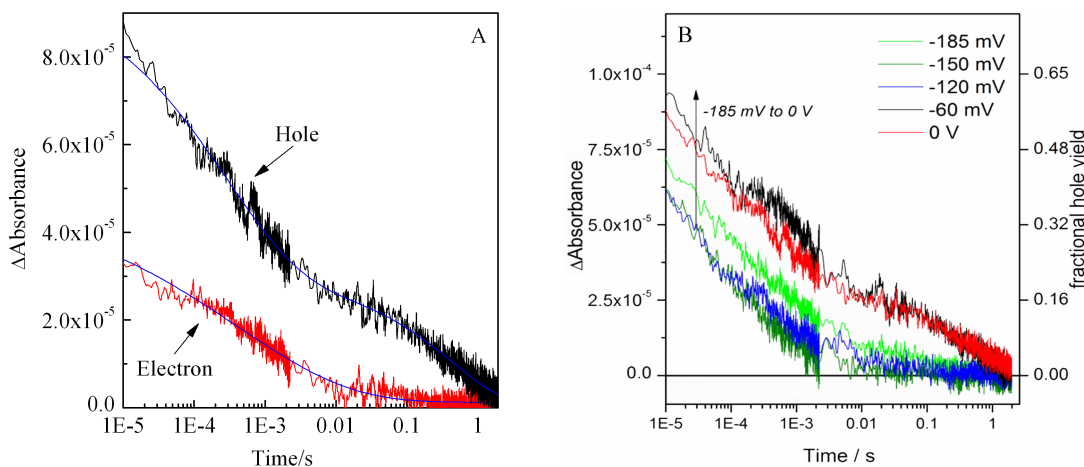 A
8.0x10⁻⁵
6.0x10⁻⁵
4.0x10⁻⁵
2.0x10⁻⁵
0.0
ΔAbsorbance
Hole
Electron
1E-5 1E-4 1E-3 0.01 0.1 1
Time/s
B
1.0x10⁻⁴
7.5x10⁻⁵
5.0x10⁻⁵
2.5x10⁻⁵
0.0
ΔAbsorbance
-185 mV
-150 mV
-120 mV
-60 mV
0 V
-185 mV to 0 V
0.65
0.48
0.32
0.16
0.00
fractional hole yield
1E-5 1E-4 1E-3 0.01 0.1 1
Time / s